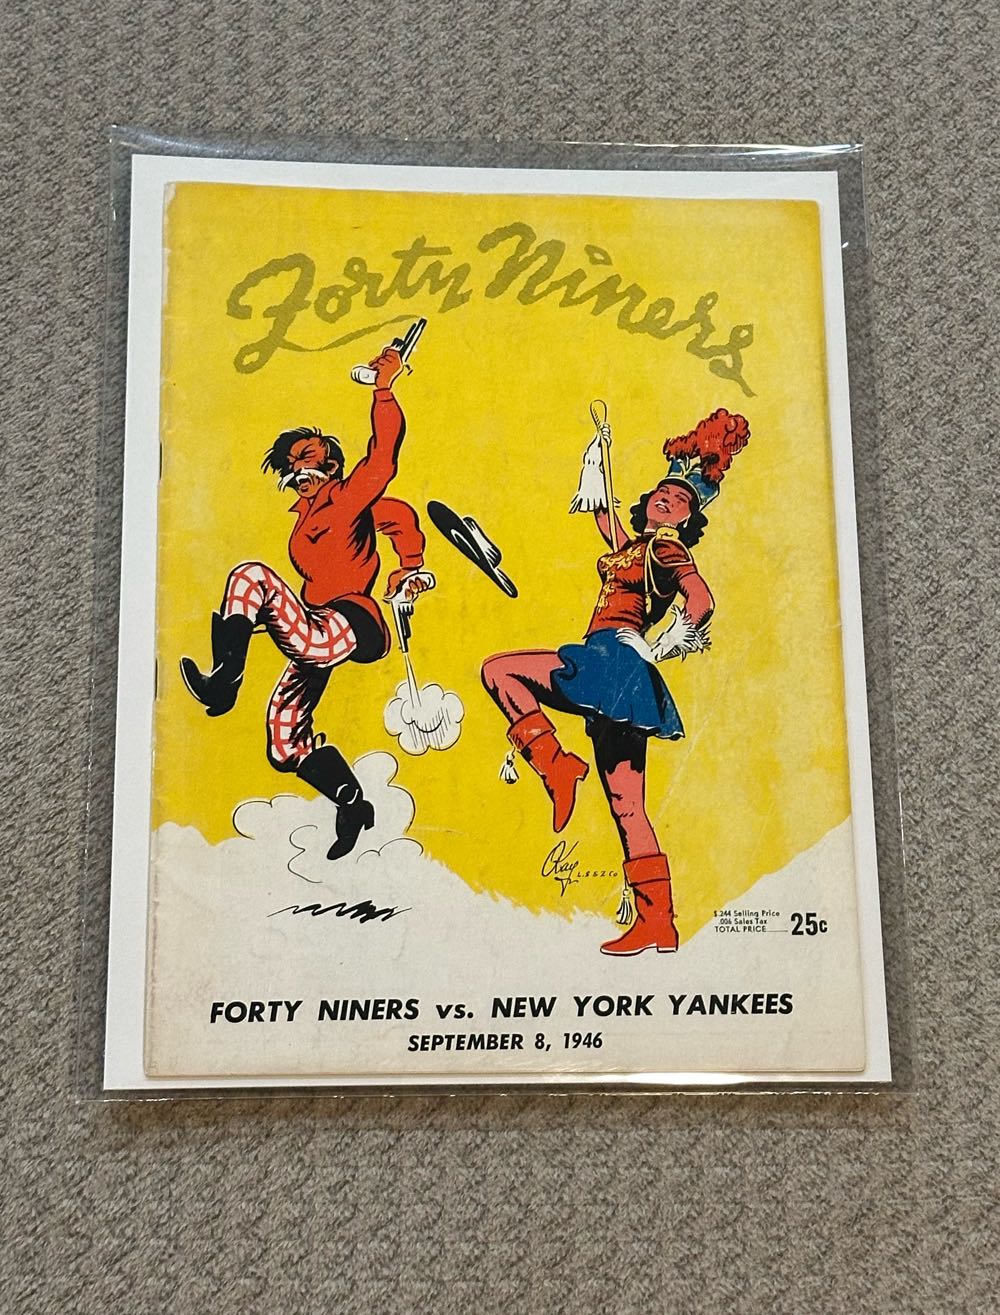 Forty Niners
L.S & Z Co
$.244 Selling Price
.006 Sales Tax
TOTAL PRICE 25c
FORTY NINERS vs. NEW YORK YANKEES
SEPTEMBER 8, 1946